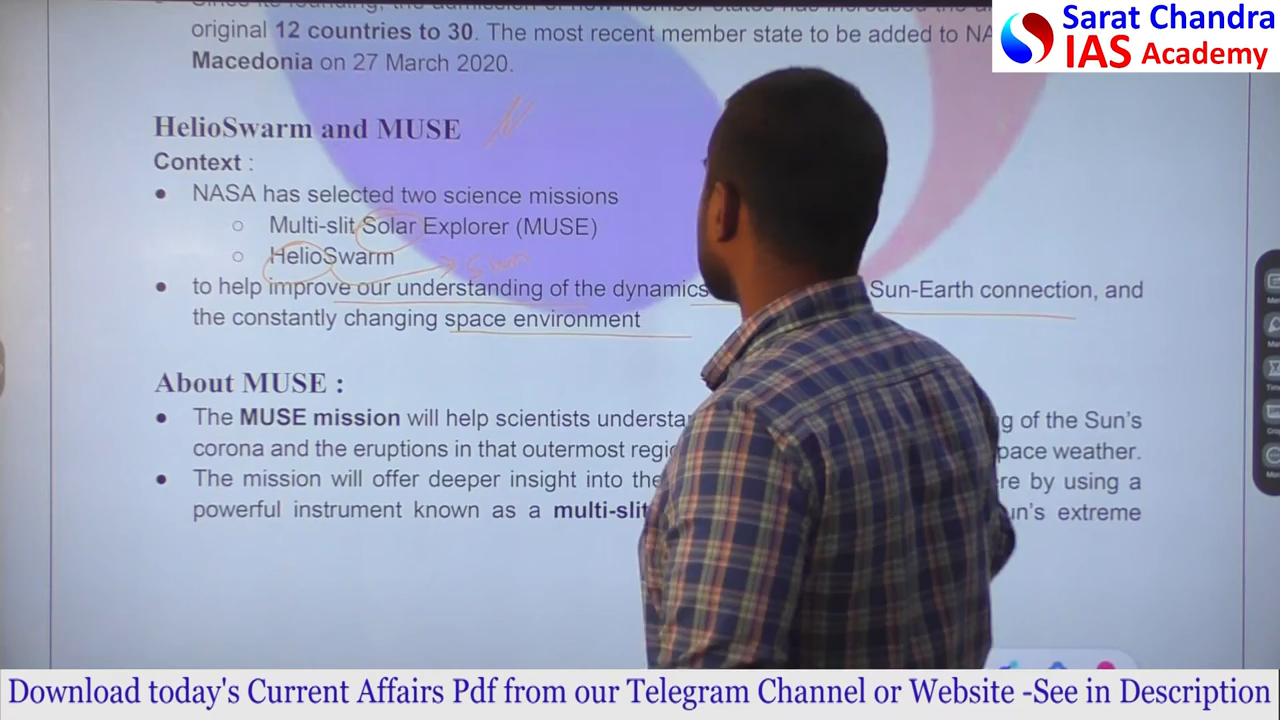 Sarat Chandra
IAS Academy
original 12 countries to 30. The most recent member state to be added to NA
Macedonia on 27 March 2020.
HelioSwarm and MUSE
Context :
● NASA has selected two science missions
○ Multi-slit Solar Explorer (MUSE)
○ HelioSwarm
● to help improve our understanding of the dynamics Sun-Earth connection, and
the constantly changing space environment
About MUSE :
● The MUSE mission will help scientists understa g of the Sun's
corona and the eruptions in that outermost regi pace weather.
● The mission will offer deeper insight into the re by using a
powerful instrument known as a multi-slit un's extreme
Download today's Current Affairs Pdf from our Telegram Channel or Website -See in Description